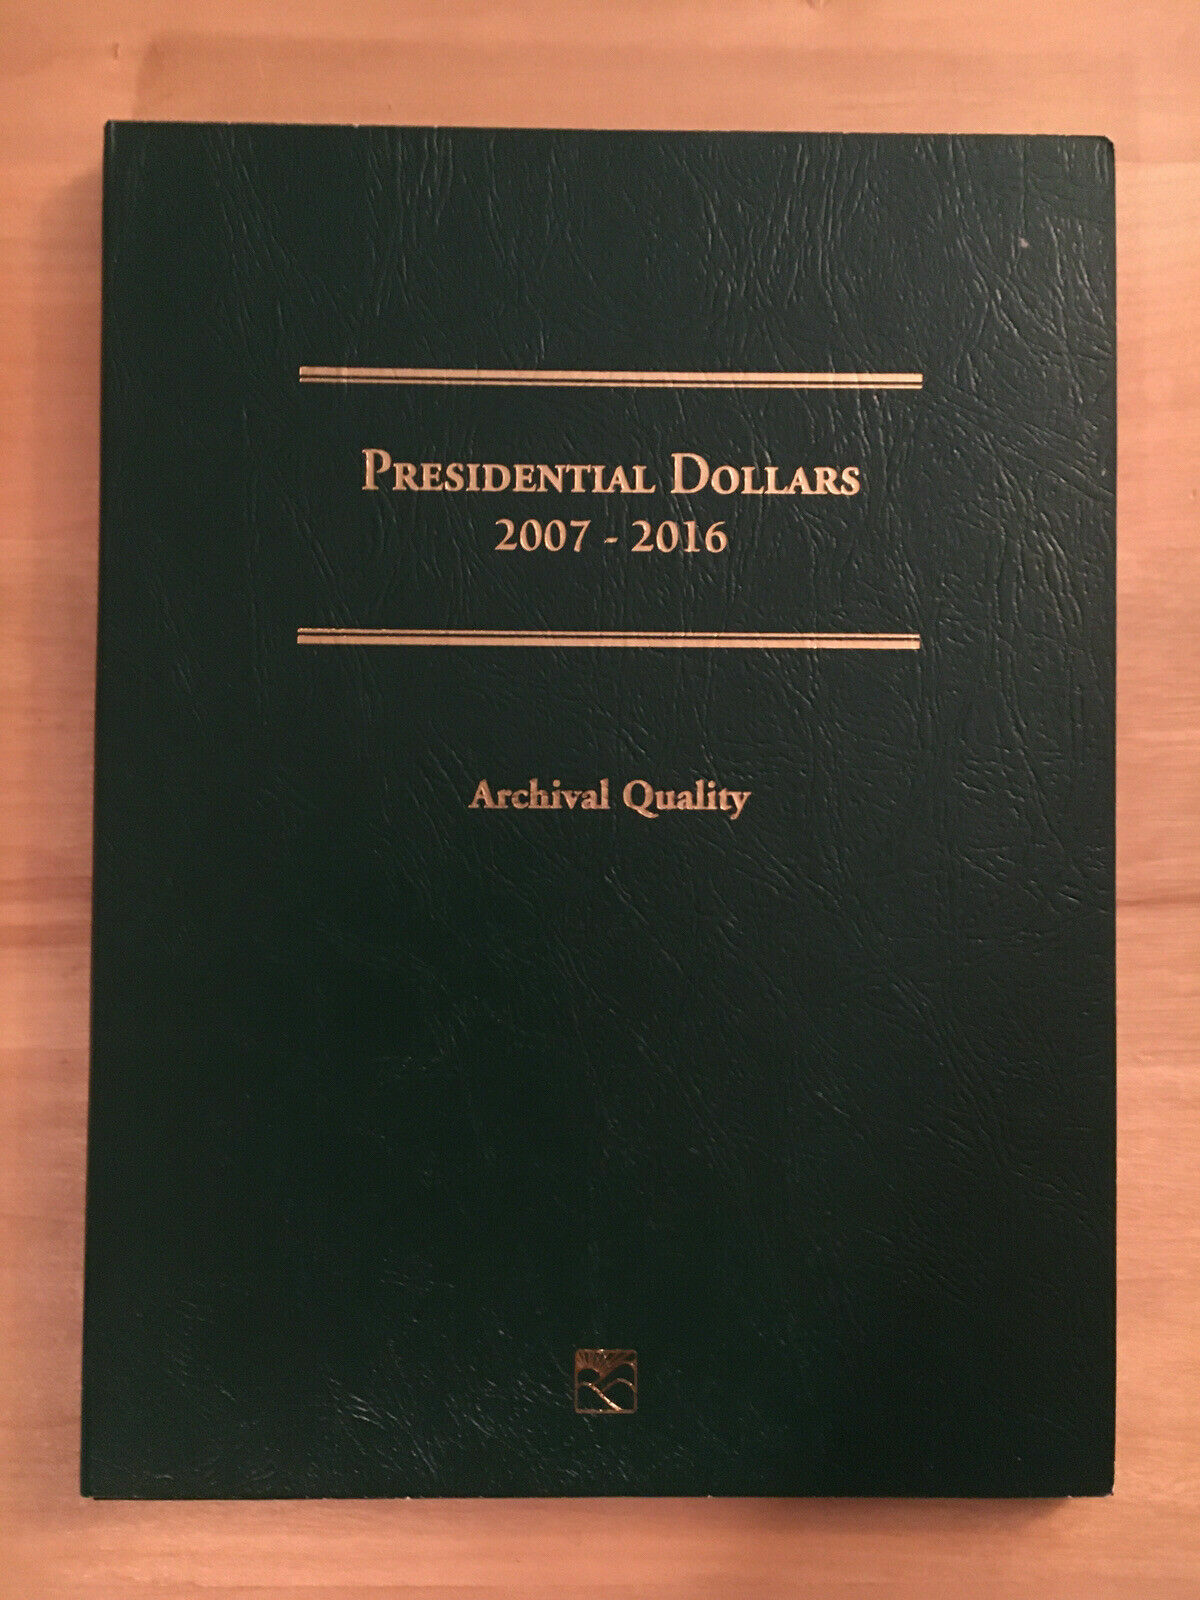 PRESIDENTIAL DOLLARS
2007 - 2016
Archival Quality